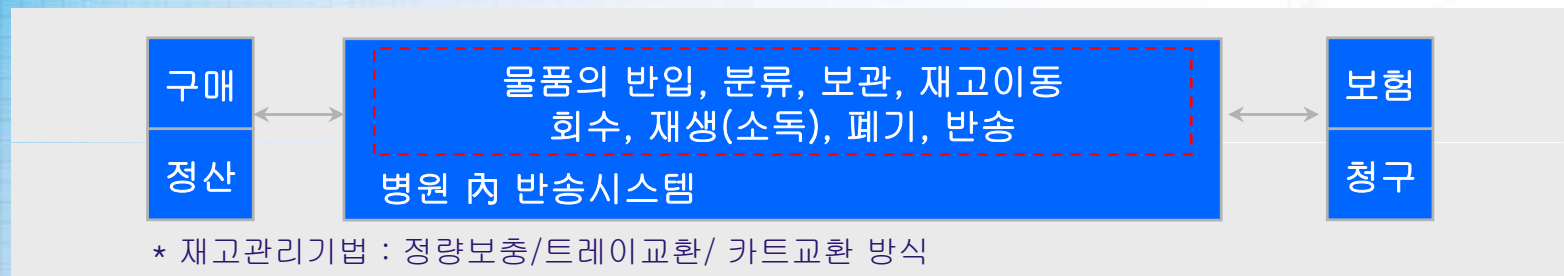 구매
정산
물품의 반입, 분류, 보관, 재고이동
회수, 재생(소독), 폐기, 반송
병원 內 반송시스템
보험
청구
* 재고관리기법 : 정량보충/트레이교환/ 카트교환 방식